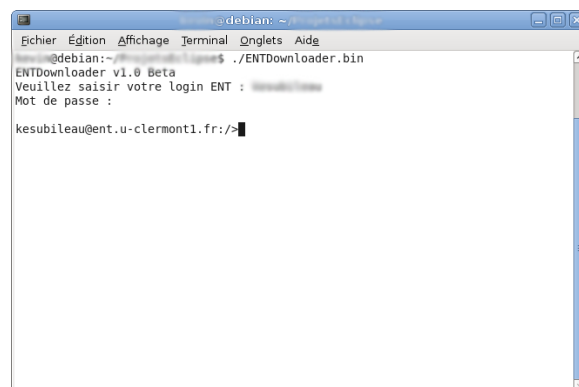 @debian: ~/
Fichier Édition Affichage Terminal Onglets Aide
@debian:~/$ ./ENTDownloader.bin
ENTDownloader v1.0 Beta
Veuillez saisir votre login ENT :
Mot de passe :
kesubileau@ent.u-clermont1.fr:/>